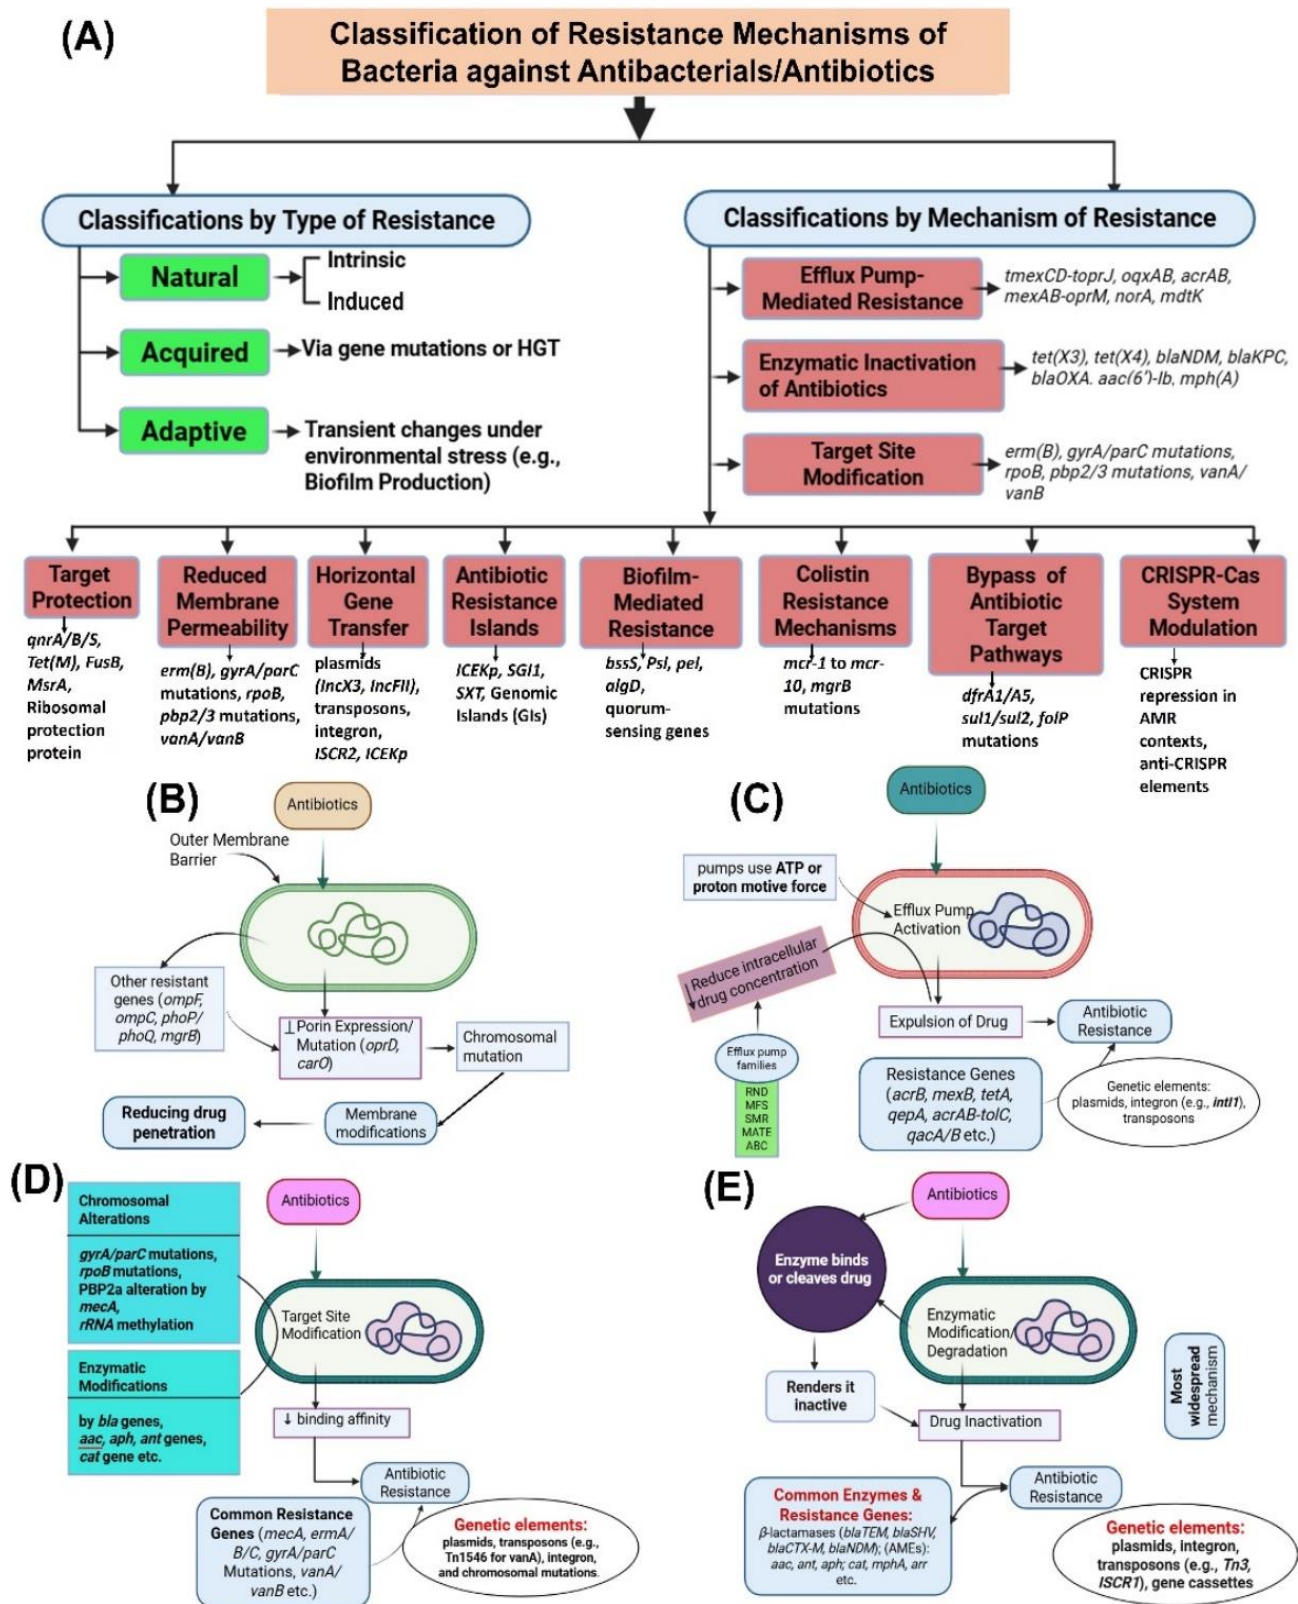 (A)
Classification of Resistance Mechanisms of
Bacteria against Antibacterials/Antibiotics
Classifications by Type of Resistance
Natural
Intrinsic
Induced
Acquired
Via gene mutations or HGT
Adaptive
Transient changes under
environmental stress (e.g.,
Biofilm Production)
Classifications by Mechanism of Resistance
Efflux Pump-
Mediated Resistance
tmexCD-toprJ, oqxAB, acrAB,
mexAB-oprM, norA, mdtK
Enzymatic Inactivation
of Antibiotics
tet(X3), tet(X4), blaNDM, blaKPC,
blaOXA, aac(6')-Ib, mph(A)
Target Site
Modification
erm(B), gyrA/parC mutations,
rpoB, pbp2/3 mutations, vanA/
vanB
Target
Protection
qnrA/B/S,
Tet(M), FusB,
MsrA,
Ribosomal
protection
protein
Reduced
Membrane
Permeability
erm(B), gyrA/parC
mutations, rpoB,
pbp2/3 mutations,
vanA/vanB
Horizontal
Gene
Transfer
plasmids
(IncX3, IncFII),
transposons,
integron,
ISCR2, ICEKp
Antibiotic
Resistance
Islands
ICEKp, SGI1,
SXT, Genomic
Islands (GIs)
Biofilm-
Mediated
Resistance
bssS, Psl, pel,
algD,
quorum-
sensing genes
Colistin
Resistance
Mechanisms
mcr-1 to mcr-
10, mgrB
mutations
Bypass of
Antibiotic
Target
Pathways
dfrA1/A5,
sul1/sul2, folP
mutations
CRISPR-Cas
System
Modulation
CRISPR
repression in
AMR
contexts,
anti-CRISPR
elements
(B)
Antibiotics
Outer Membrane
Barrier
Other resistant
genes (ompF,
ompC, phoP/
phoQ, mgrB)
⊥ Porin Expression/
Mutation (oprD,
carO)
Chromosomal
mutation
Membrane
modifications
Reducing drug
penetration
(C)
Antibiotics
pumps use ATP or
proton motive force
Efflux Pump
Activation
↓ Reduce intracellular
drug concentration
Efflux pump
families
RND
MFS
SMR
MATE
ABC
Expulsion of Drug
Antibiotic
Resistance
Resistance Genes
(acrB, mexB, tetA,
qepA, acrAB-tolC,
qacA/B etc.)
Genetic elements:
plasmids, integron (e.g., intI1),
transposons
(D)
Chromosomal
Alterations
gyrA/parC mutations,
rpoB mutations,
PBP2a alteration by
mecA,
rRNA methylation
Enzymatic
Modifications
by bla genes,
aac, aph, ant genes,
cat gene etc.
Antibiotics
Target Site
Modification
↓ binding affinity
Antibiotic
Resistance
Common Resistance
Genes (mecA, ermA/
B/C, gyrA/parC
Mutations, vanA/
vanB etc.)
Genetic elements:
plasmids, transposons (e.g.,
Tn1546 for vanA), integron,
and chromosomal mutations.
(E)
Antibiotics
Enzyme binds
or cleaves drug
Enzymatic
Modification/
Degradation
Renders it
inactive
Drug Inactivation
Most
widespread
mechanism
Antibiotic
Resistance
Common Enzymes &
Resistance Genes:
β-lactamases (blaTEM, blaSHV,
blaCTX-M, blaNDM); (AMEs):
aac, ant, aph; cat, mphA, arr
etc.
Genetic elements:
plasmids, integron,
transposons (e.g., Tn3,
ISCR1), gene cassettes